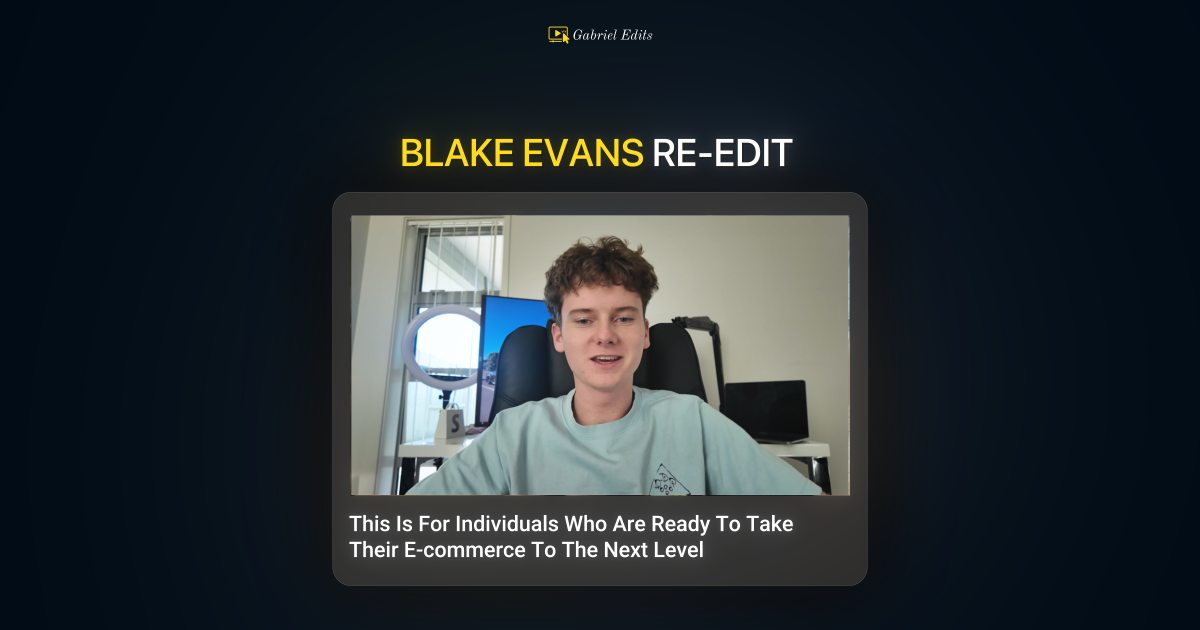 Gabriel Edits
BLAKE EVANS RE-EDIT
S
This Is For Individuals Who Are Ready To Take
Their E-commerce To The Next Level